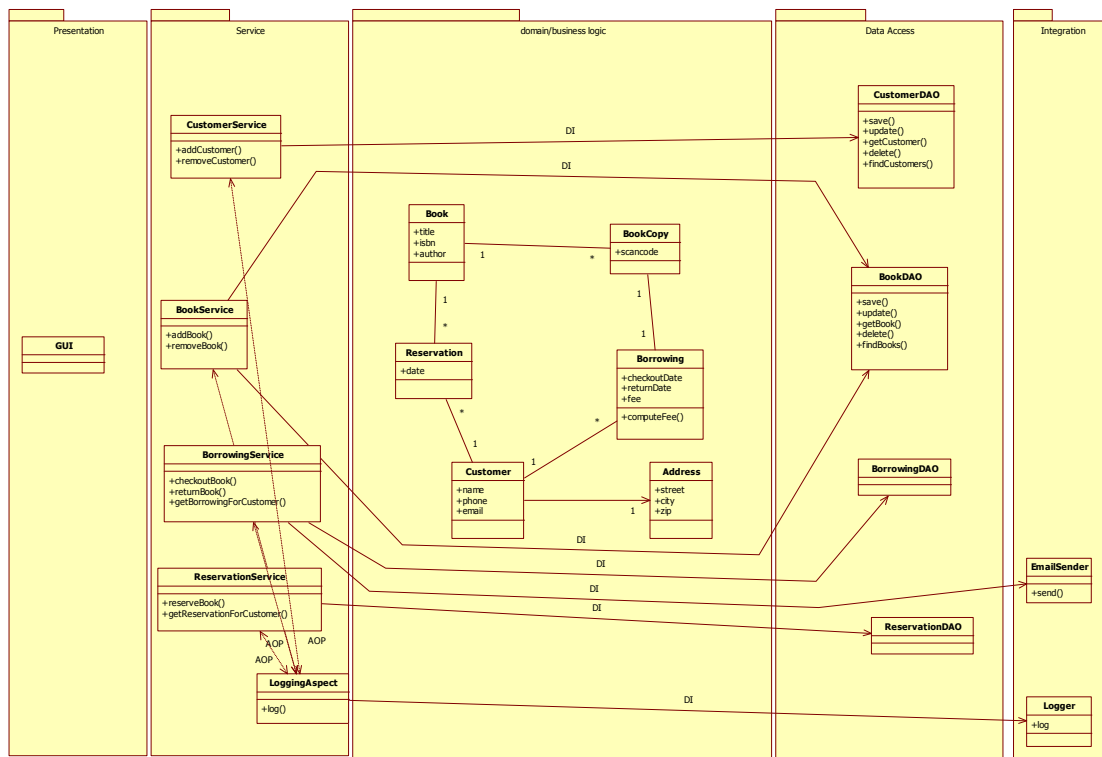 Presentation
Service
domain/business logic
Data Access
Integration
CustomerService
+addCustomer()
+removeCustomer()
BookService
+addBook()
+removeBook()
GUI
BorrowingService
+checkoutBook()
+returnBook()
+getBorrowingForCustomer()
ReservationService
+reserveBook()
+getReservationForCustomer()
AOP
AOP
AOP
LoggingAspect
+log()
Book
+title
+isbn
+author
1
*
BookCopy
+scancode
1
*
1
1
Reservation
+date
Borrowing
+checkoutDate
+returnDate
+fee
+computeFee()
*
1
*
1
Customer
+name
+phone
+email
1
Address
+street
+city
+zip
DI
DI
DI
DI
DI
DI
DI
CustomerDAO
+save()
+update()
+getCustomer()
+delete()
+findCustomers()
BookDAO
+save()
+update()
+getBook()
+delete()
+findBooks()
BorrowingDAO
ReservationDAO
EmailSender
+send()
Logger
+log